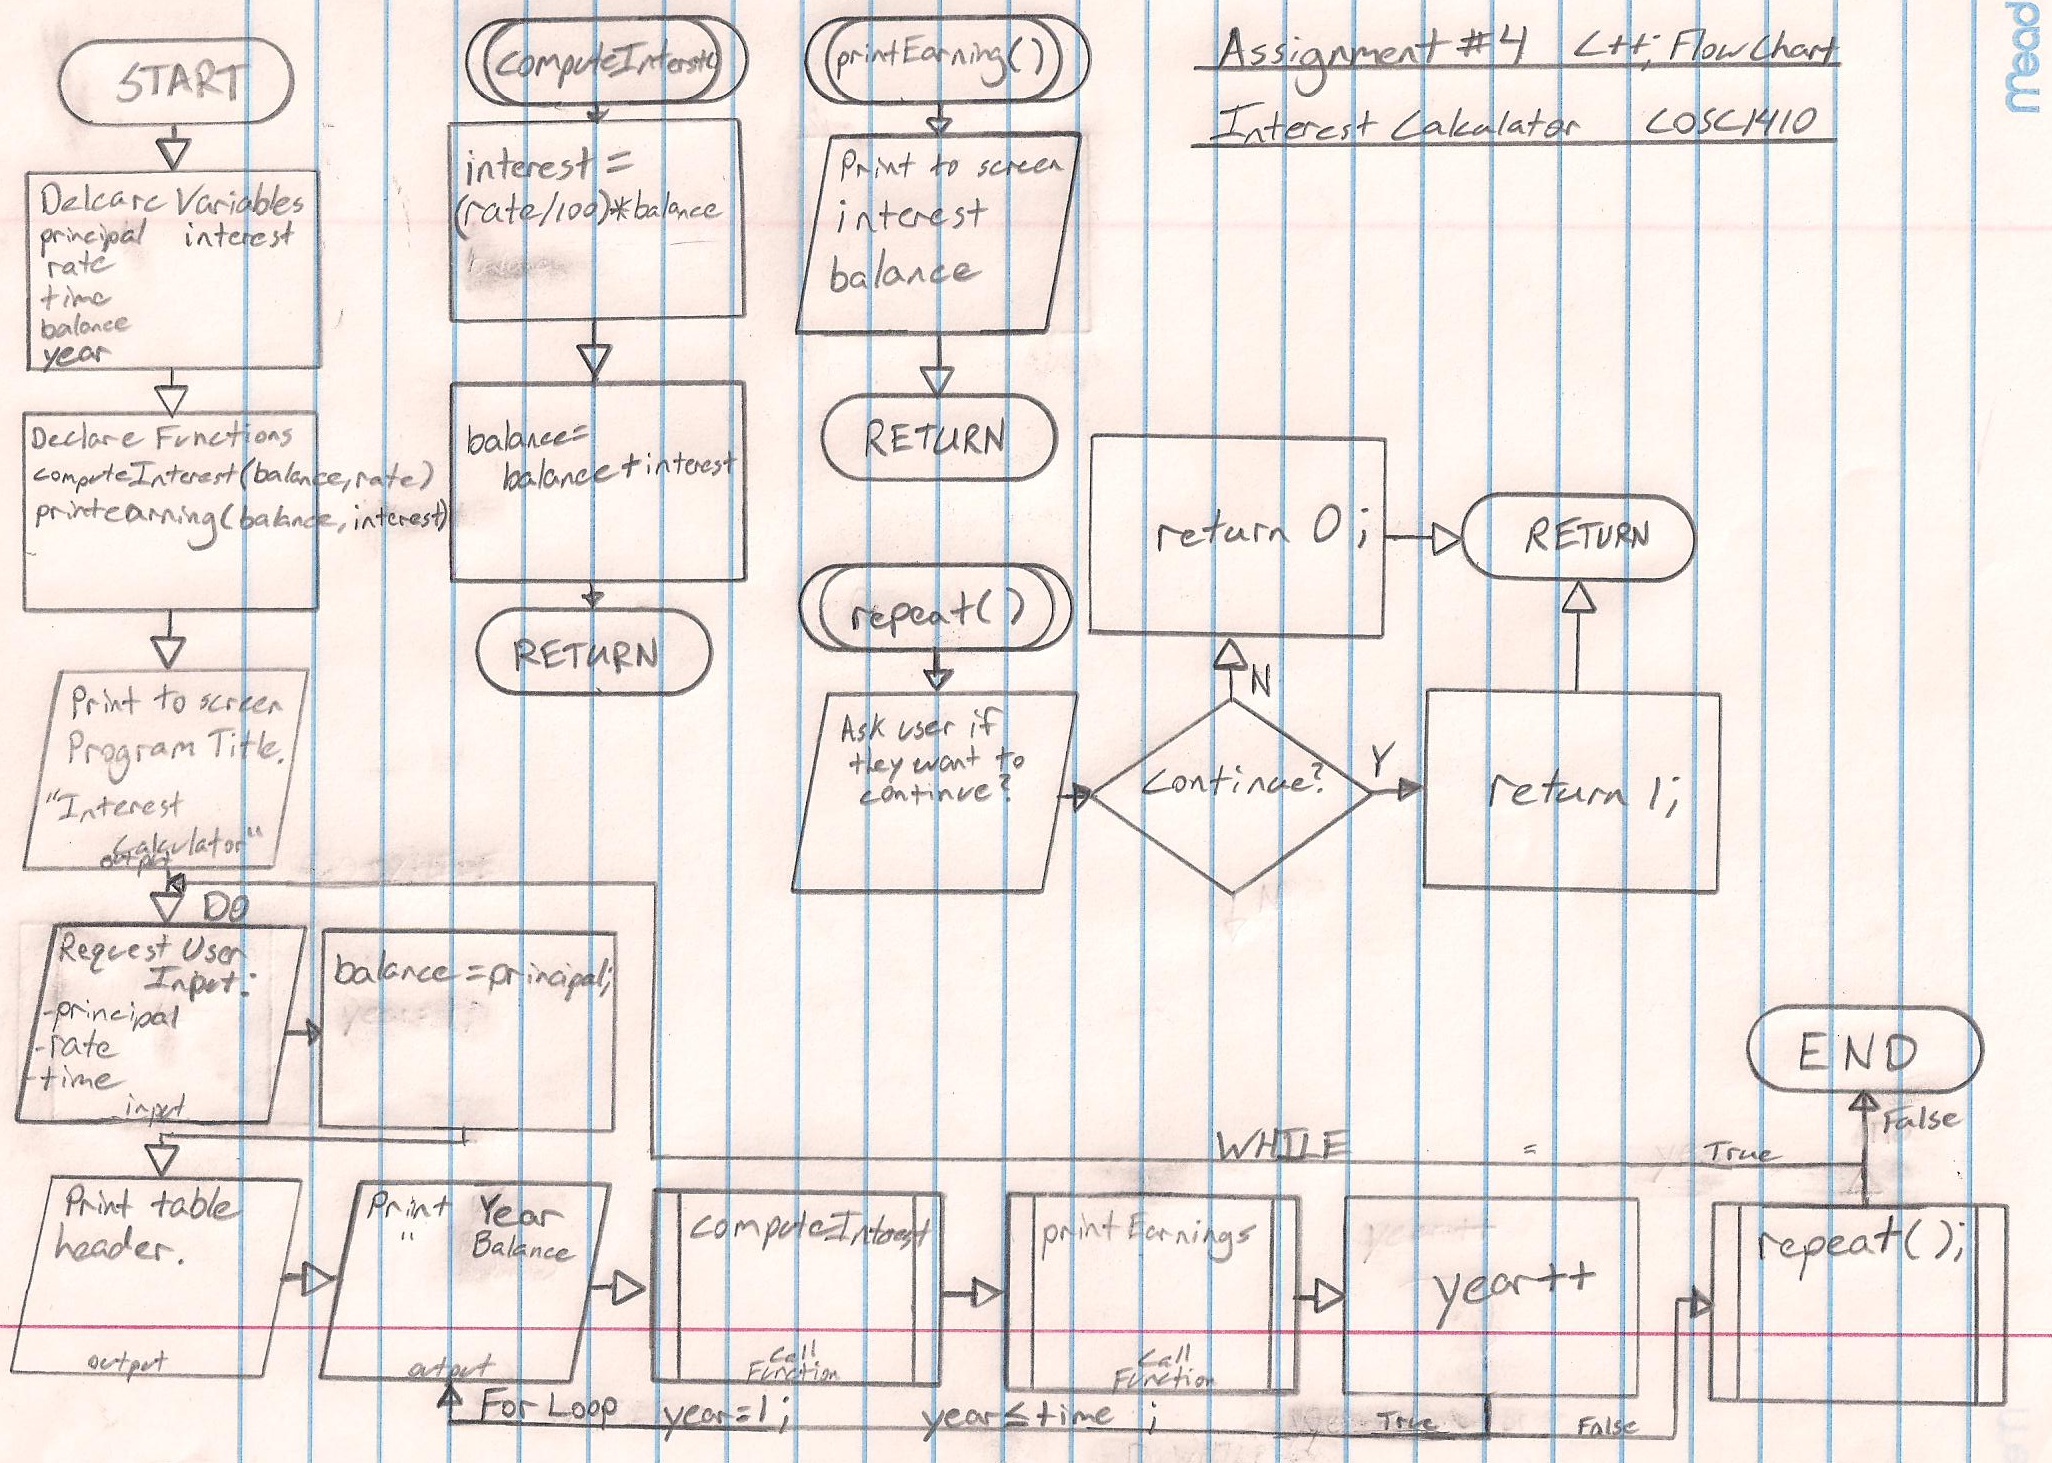 Assignment #4 C++; FlowChart
Interest Calculator COSC1410
Mead
START
Delcare Variables
principal interest
rate
time
balance
year
Declare Functions
computeInterest(balance, rate)
printearning(balance, interest)
Print to screen
Program Title.
"Interest
Calculator"
output
DO
Request User
Input:
-principal
-rate
-time
input
balance = principal;
Print table
header.
output
Print Year
" Balance
output
computeInterest
Call
Function
printEarnings
Call
Function
year++
repeat();
For Loop year=1; year≤time ;
True
False
WHILE = True
False
END
computeInterst()
interest =
(rate/100)*balance
balance=
balance+interest
RETURN
printEarning()
Print to screen
interest
balance
RETURN
repeat()
Ask user if
they want to
continue?
Continue?
N
Y
return 0;
return 1;
RETURN